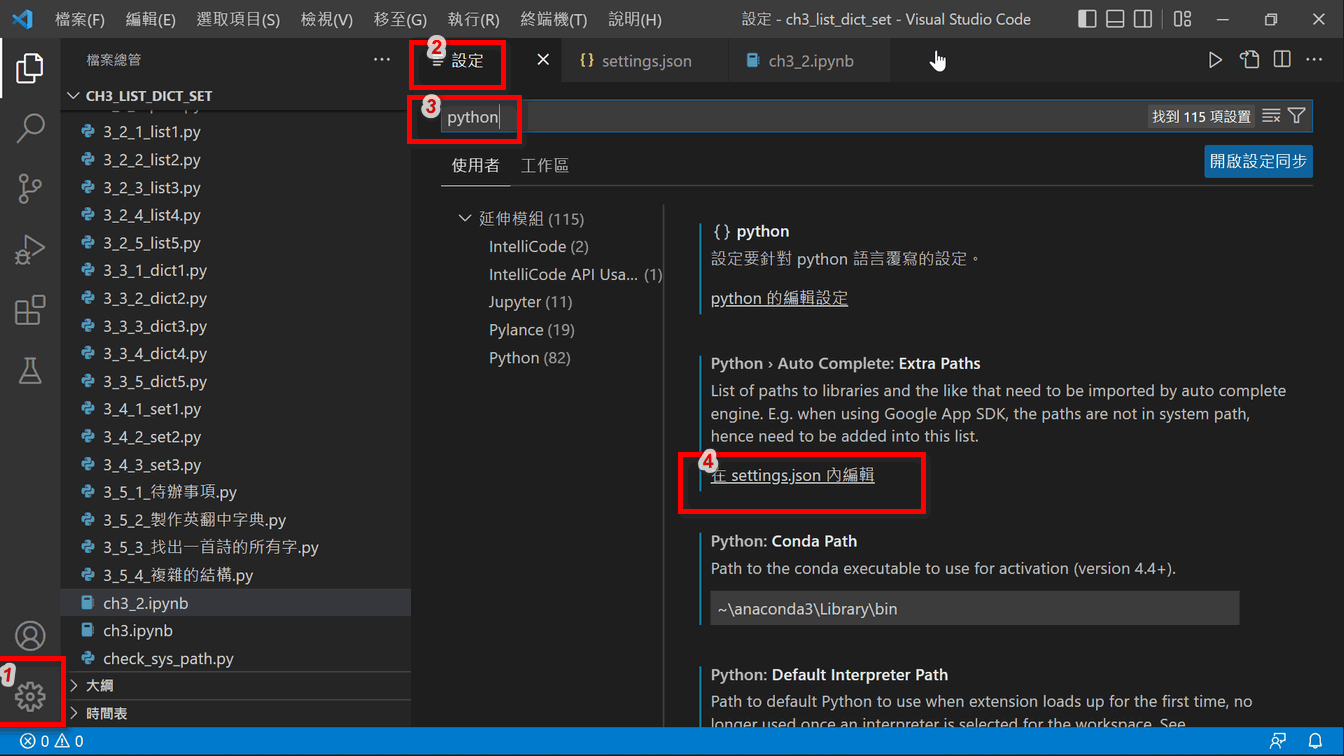 檔案(F) 編輯(E) 選取項目(S) 檢視(V) 移至(G) 執行(R) 終端機(T) 說明(H) 設定 - ch3_list_dict_set - Visual Studio Code
檔案總管
CH3_LIST_DICT_SET
3_2_1_list1.py
3_2_2_list2.py
3_2_3_list3.py
3_2_4_list4.py
3_2_5_list5.py
3_3_1_dict1.py
3_3_2_dict2.py
3_3_3_dict3.py
3_3_4_dict4.py
3_3_5_dict5.py
3_4_1_set1.py
3_4_2_set2.py
3_4_3_set3.py
3_5_1_待辦事項.py
3_5_2_製作英翻中字典.py
3_5_3_找出一首詩的所有字.py
3_5_4_複雜的結構.py
ch3_2.ipynb
ch3.ipynb
check_sys_path.py
大綱
時間表
1
2
設定 {} settings.json ch3_2.ipynb
3
python 找到 115 項設置
使用者 工作區 開啟設定同步
延伸模組 (115)
IntelliCode (2)
IntelliCode API Usa... (1)
Jupyter (11)
Pylance (19)
Python (82)
{} python
設定要針對 python 語言覆寫的設定。
python 的編輯設定
Python › Auto Complete: Extra Paths
List of paths to libraries and the like that need to be imported by auto complete
engine. E.g. when using Google App SDK, the paths are not in system path,
hence need to be added into this list.
4
在 settings.json 內編輯
Python: Conda Path
Path to the conda executable to use for activation (version 4.4+).
~\anaconda3\Library\bin
Python: Default Interpreter Path
Path to default Python to use when extension loads up for the first time, no
longer used once an interpreter is selected for the workspace. See
0 0